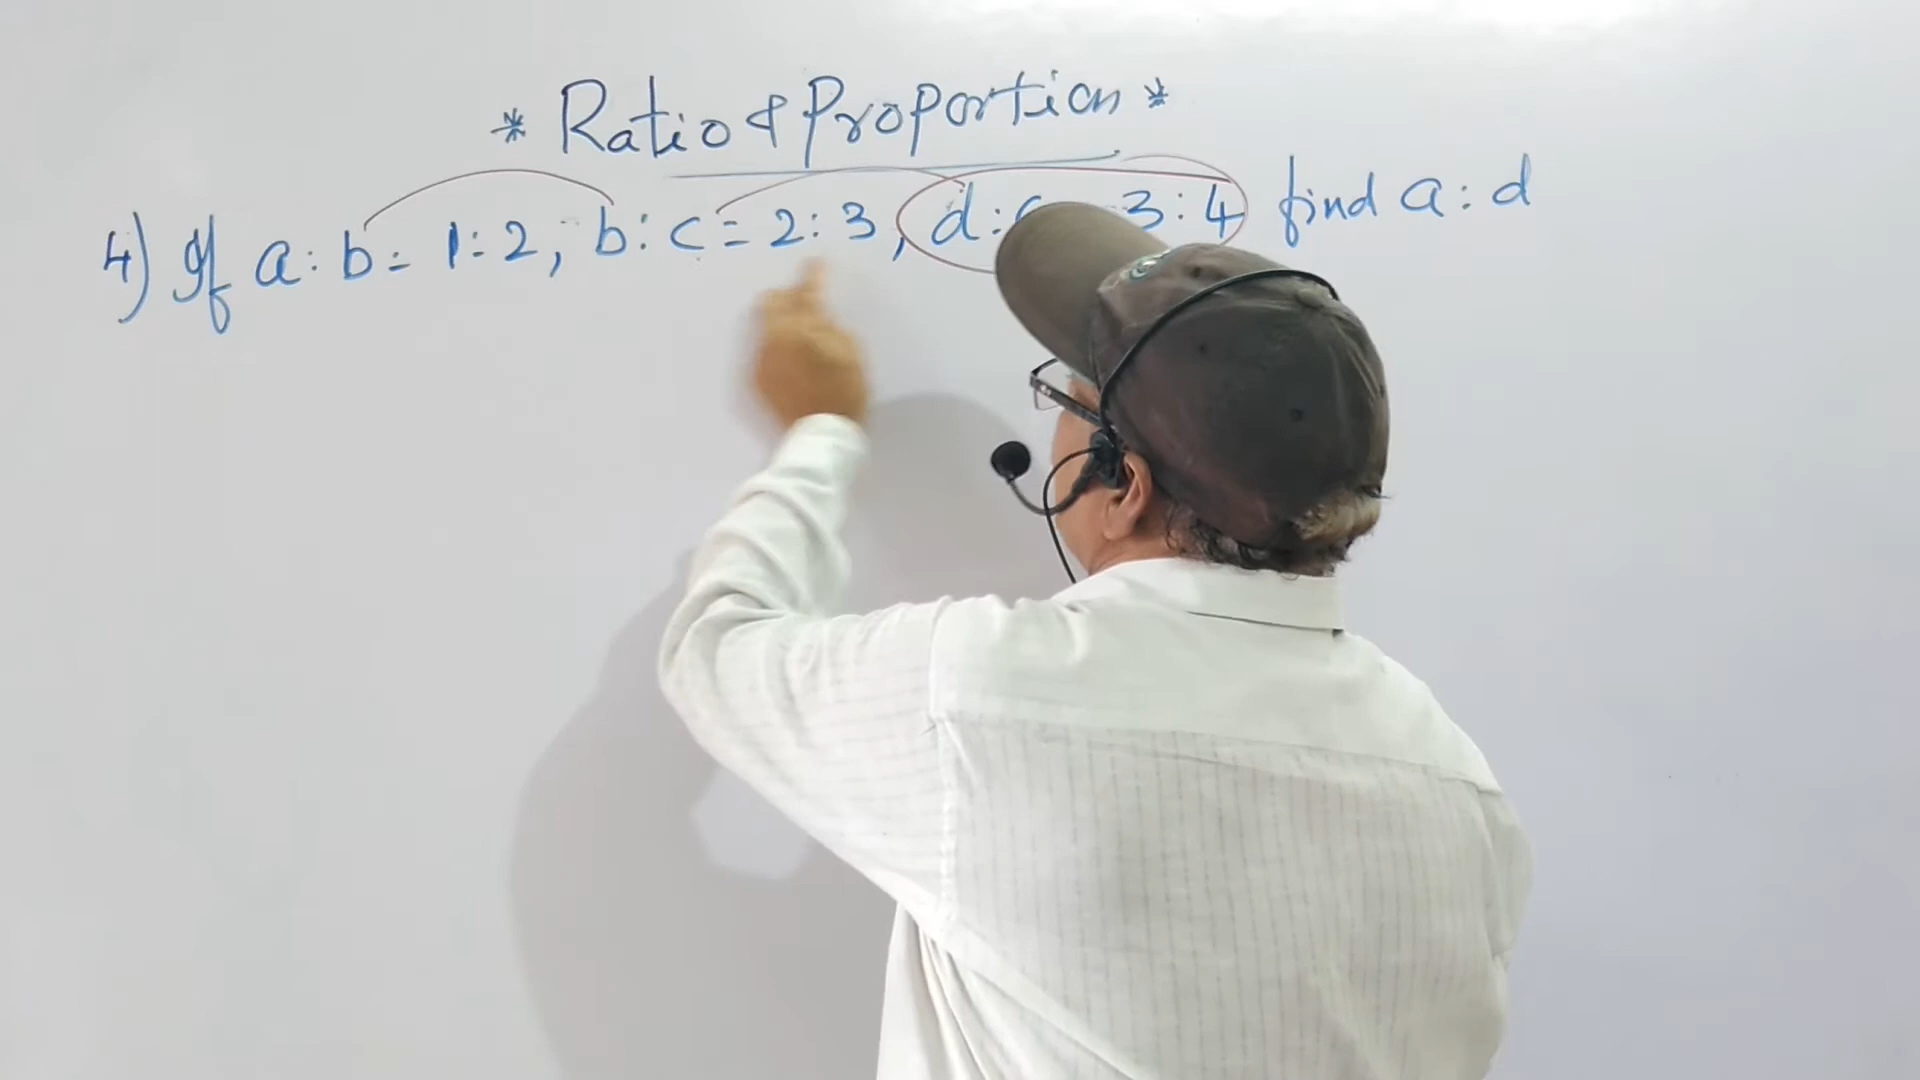 * Ratio & Proportion *
4) If a : b = 1 : 2, b : c = 2 : 3, d : 3 : 4 find a : d